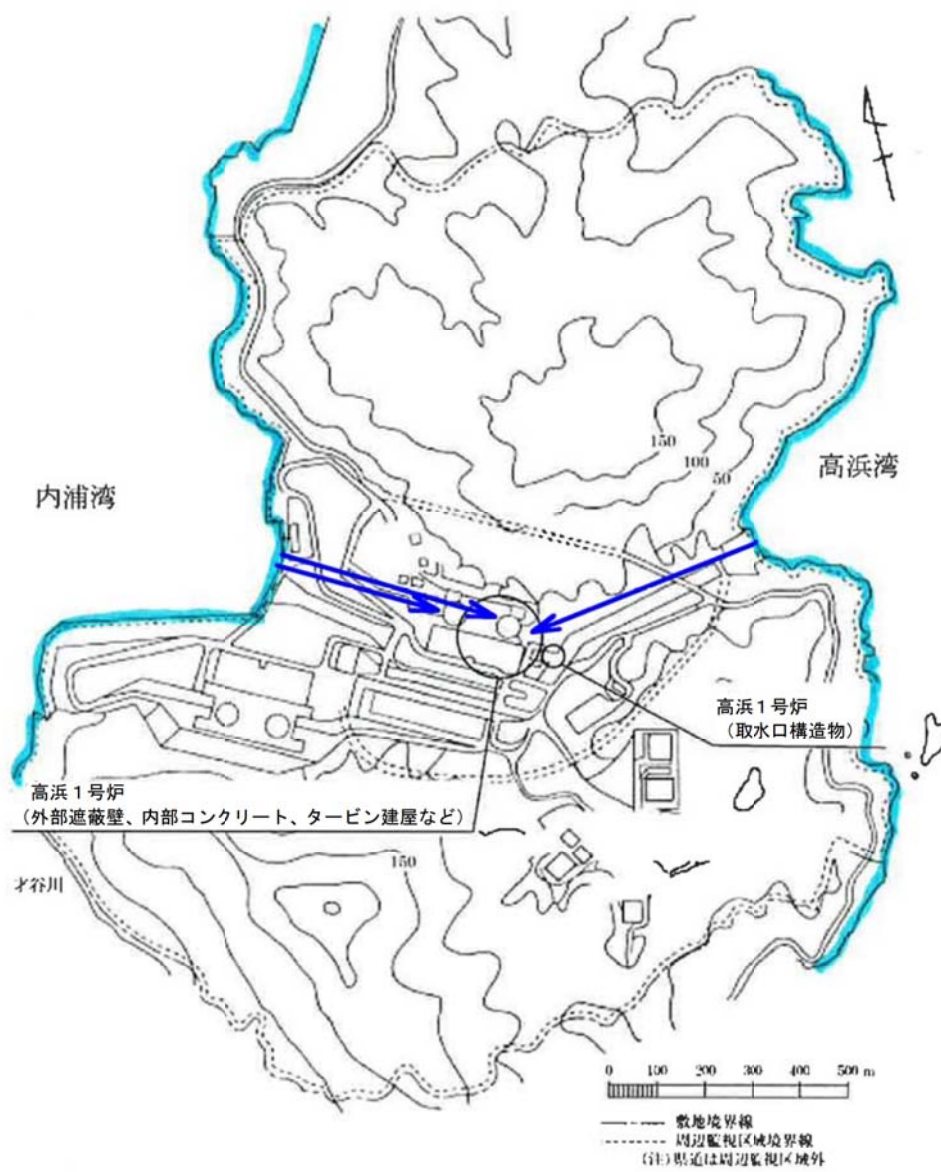 150
100
50
高浜湾
内浦湾
高浜1号炉
(取水口構造物)
高浜1号炉
(外部遮蔽壁、内部コンクリート、タービン建屋など)
150
才谷川
0 100 200 300 400 500 m
敷地境界線
周辺監視区域境界線
(注)県道は周辺監視区域外